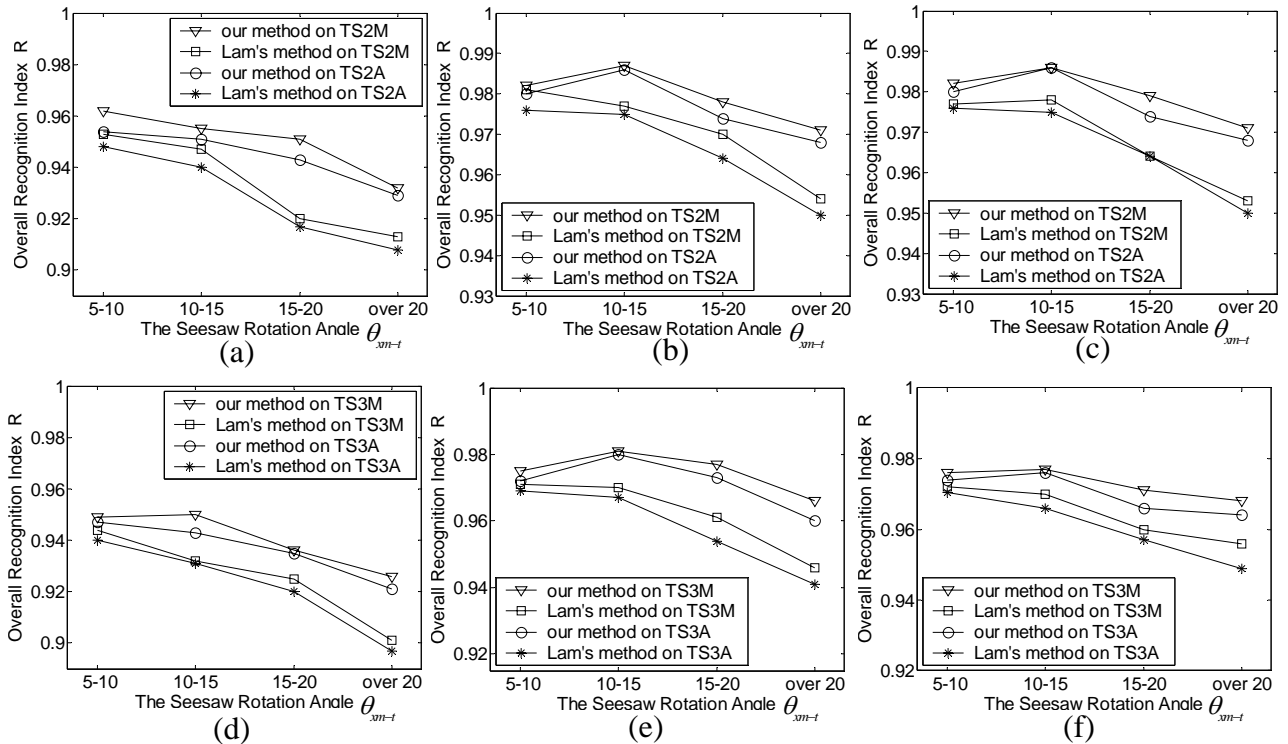 1
0.98
0.96
0.94
0.92
0.9
Overall Recognition Index R
our method on TS2M
Lam's method on TS2M
our method on TS2A
Lam's method on TS2A
5-10 10-15 15-20 over 20
The Seesaw Rotation Angle θxm-t
(a)
1
0.99
0.98
0.97
0.96
0.95
0.94
0.93
Overall Recognition Index R
our method on TS2M
Lam's method on TS2M
our method on TS2A
Lam's method on TS2A
5-10 10-15 15-20 over 20
The Seesaw Rotation Angle θxm-t
(b)
1
0.99
0.98
0.97
0.96
0.95
0.94
0.93
Overall Recognition Index R
our method on TS2M
Lam's method on TS2M
our method on TS2A
Lam's method on TS2A
5-10 10-15 15-20 over 20
The Seesaw Rotation Angle θxm-t
(c)
1
0.98
0.96
0.94
0.92
0.9
Overall Recognition Index R
our method on TS3M
Lam's method on TS3M
our method on TS3A
Lam's method on TS3A
5-10 10-15 15-20 over 20
The Seesaw Rotation Angle θxm-t
(d)
1
0.98
0.96
0.94
0.92
Overall Recognition Index R
our method on TS3M
Lam's method on TS3M
our method on TS3A
Lam's method on TS3A
5-10 10-15 15-20 over 20
The Seesaw Rotation Angle θxm-t
(e)
1
0.98
0.96
0.94
0.92
Overall Recognition Index R
our method on TS3M
Lam's method on TS3M
our method on TS3A
Lam's method on TS3A
5-10 10-15 15-20 over 20
The Seesaw Rotation Angle θxm-t
(f)